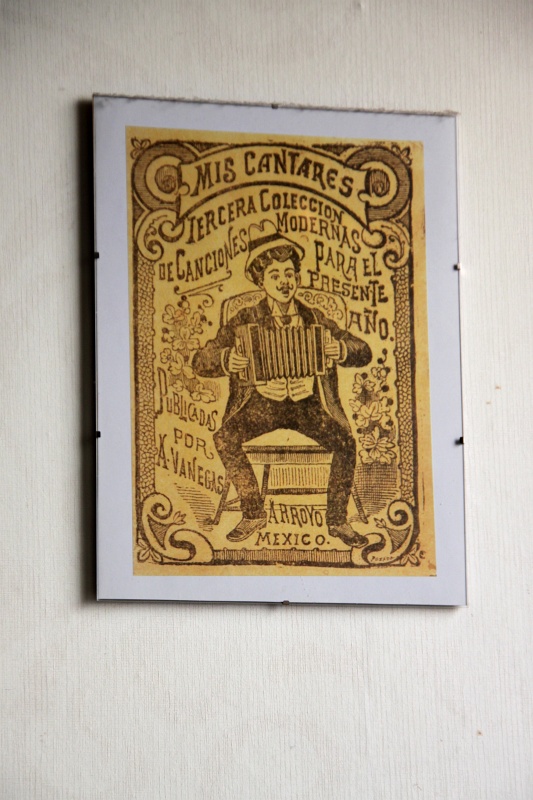 MIS CANTARES
TERCERA COLECCION
DE CANCIONES MODERNAS
PARA EL
PRESENTE
AÑO.
PUBLICADAS
POR
A. VANEGAS
ARROYO
MEXICO.